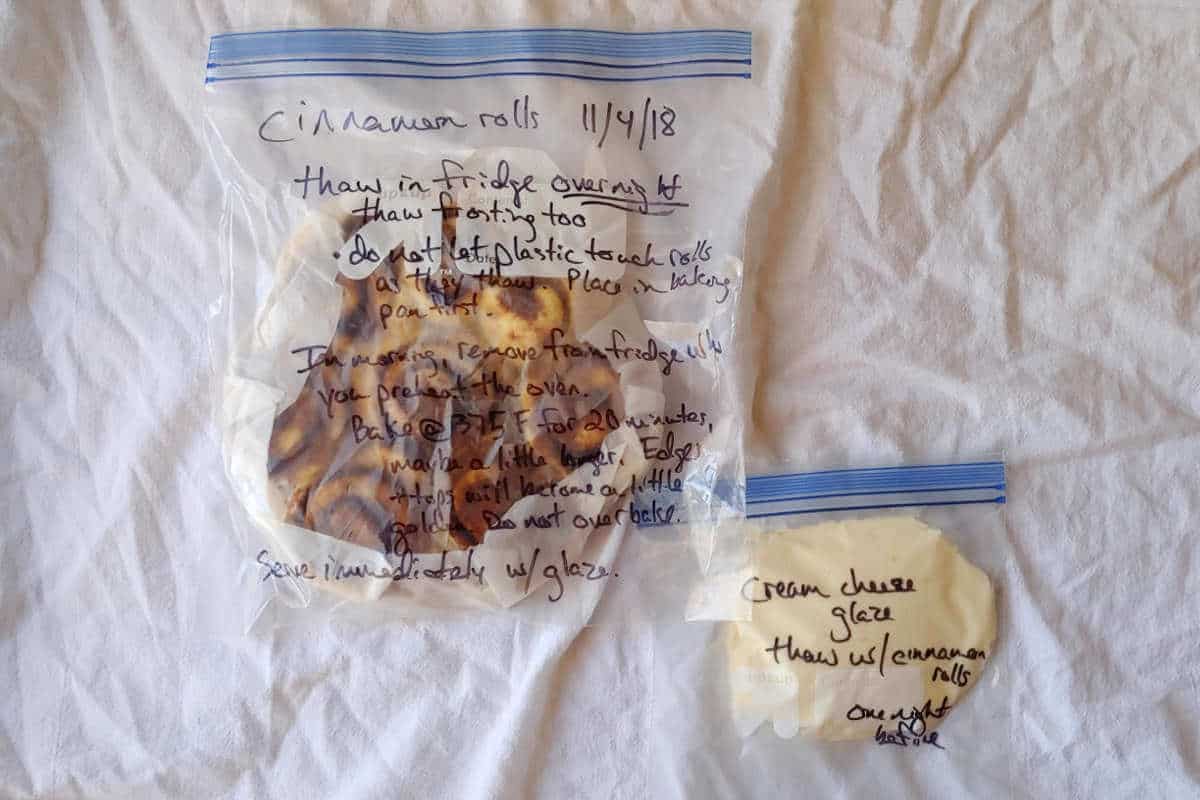 cinnamon rolls 11/4/18
thaw in fridge overnight
thaw frosting too
• do not let plastic touch rolls
as they thaw. Place in baking
pan first.
In morning, remove from fridge
you preheat the oven.
Bake @ 375 F for 20 minutes,
maybe a little longer. Edges
+ tops will become a little
golden. Do not overbake.
Serve immediately w/ glaze.
Cream cheese
glaze
thaw w/cinnamon
rolls
one night
before